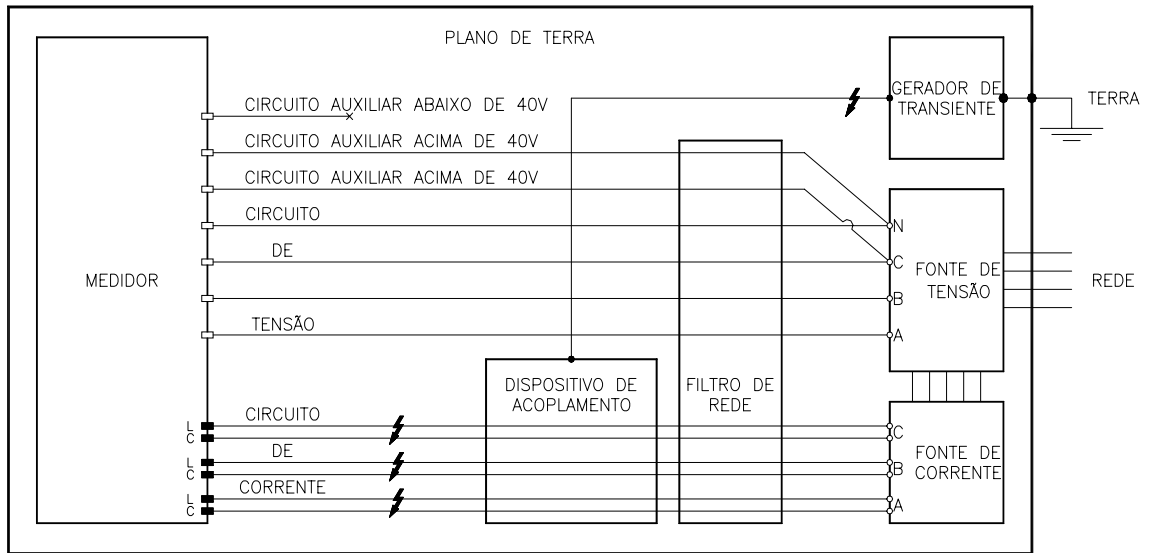 PLANO DE TERRA
GERADOR DE
TRANSIENTE
TERRA
CIRCUITO AUXILIAR ABAIXO DE 40V
CIRCUITO AUXILIAR ACIMA DE 40V
CIRCUITO AUXILIAR ACIMA DE 40V
CIRCUITO
N
DE
C
MEDIDOR
FONTE DE
TENSÃO
REDE
B
TENSÃO
A
DISPOSITIVO DE
ACOPLAMENTO
FILTRO DE
REDE
CIRCUITO
L
C
C
DE
L
C
B
FONTE DE
CORRENTE
CORRENTE
L
C
A